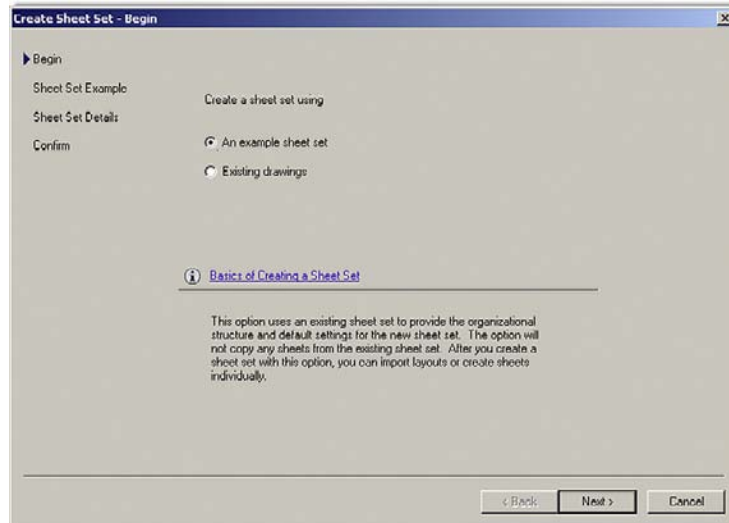 Create Sheet Set - Begin
Begin
Sheet Set Example
Sheet Set Details
Confirm
Create a sheet set using
An example sheet set
Existing drawings
Basics of Creating a Sheet Set
This option uses an existing sheet set to provide the organizational
structure and default settings for the new sheet set. The option will
not copy any sheets from the existing sheet set. After you create a
sheet set with this option, you can import layouts or create sheets
individually.
< Back
Next >
Cancel